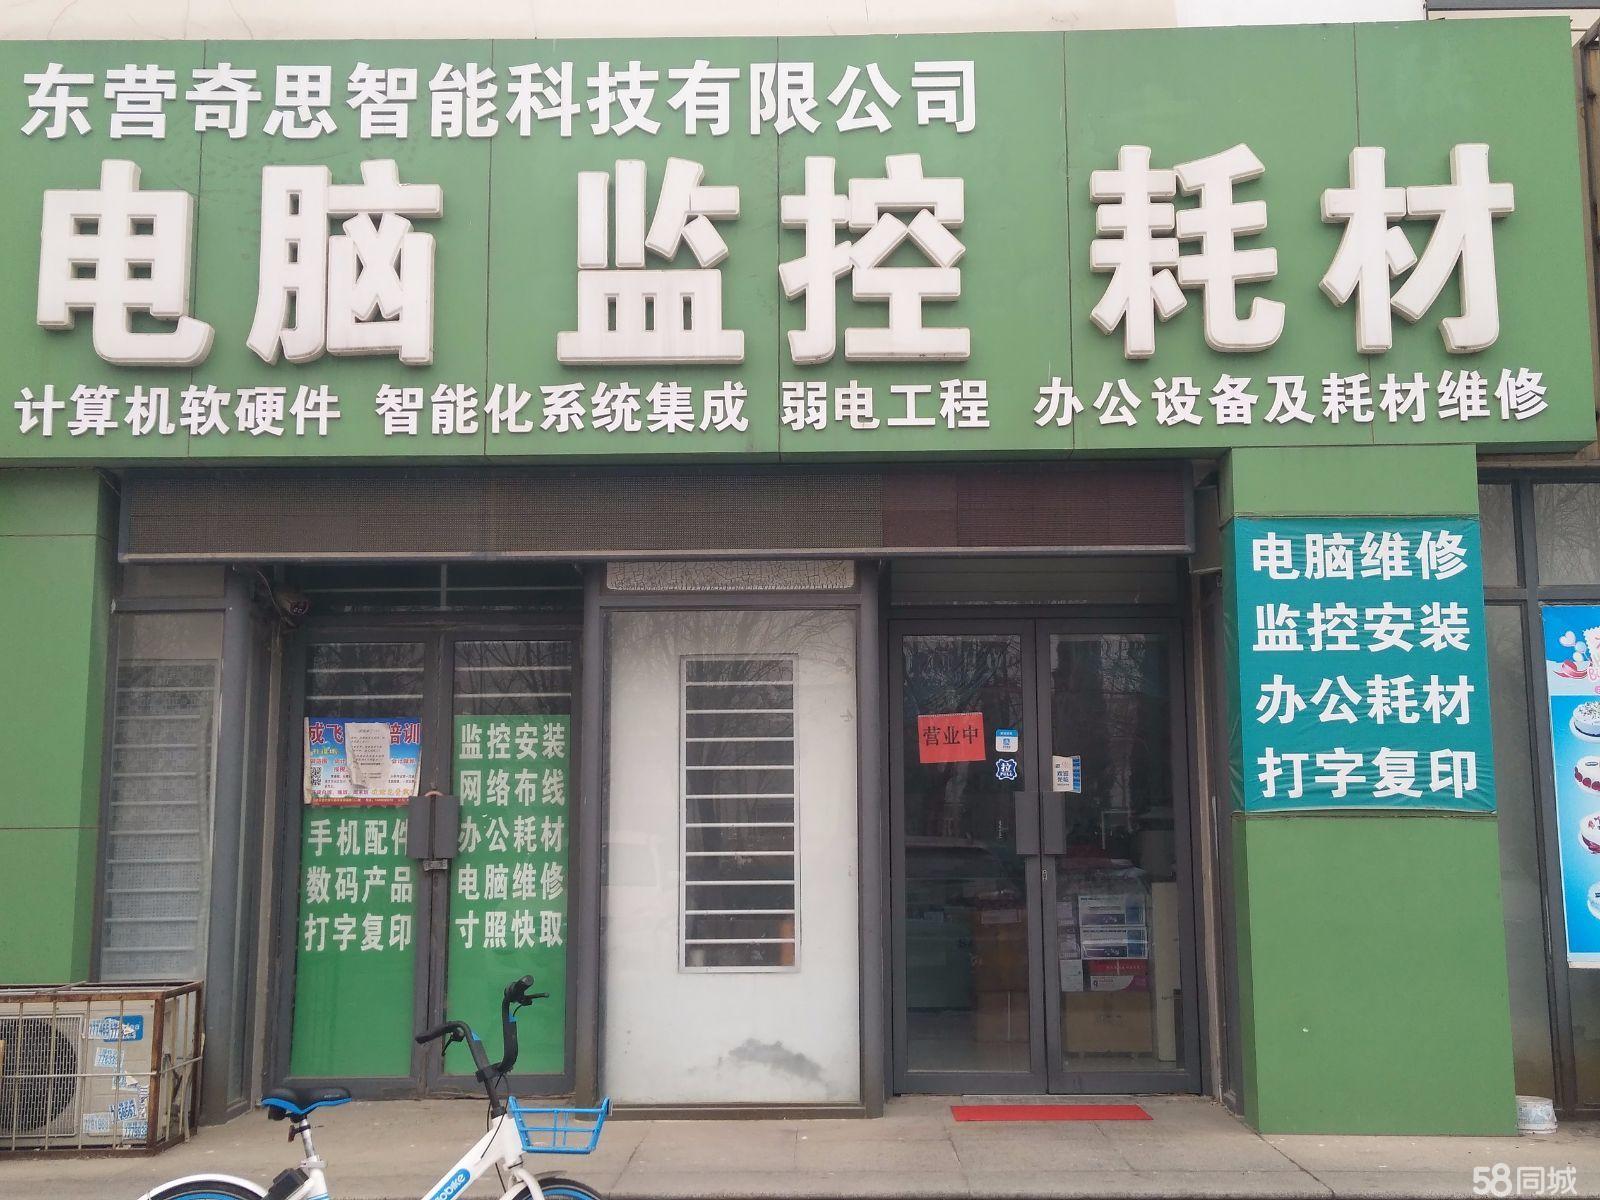 东营奇思智能科技有限公司
电脑 监控 耗材
计算机软硬件 智能化系统集成 弱电工程 办公设备及耗材维修
电脑维修
监控安装
办公耗材
打字复印
营业中
PULL
欢迎光临
手机配件
数码产品
打字复印
监控安装
网络布线
办公耗材
电脑维修
寸照快取
58同城